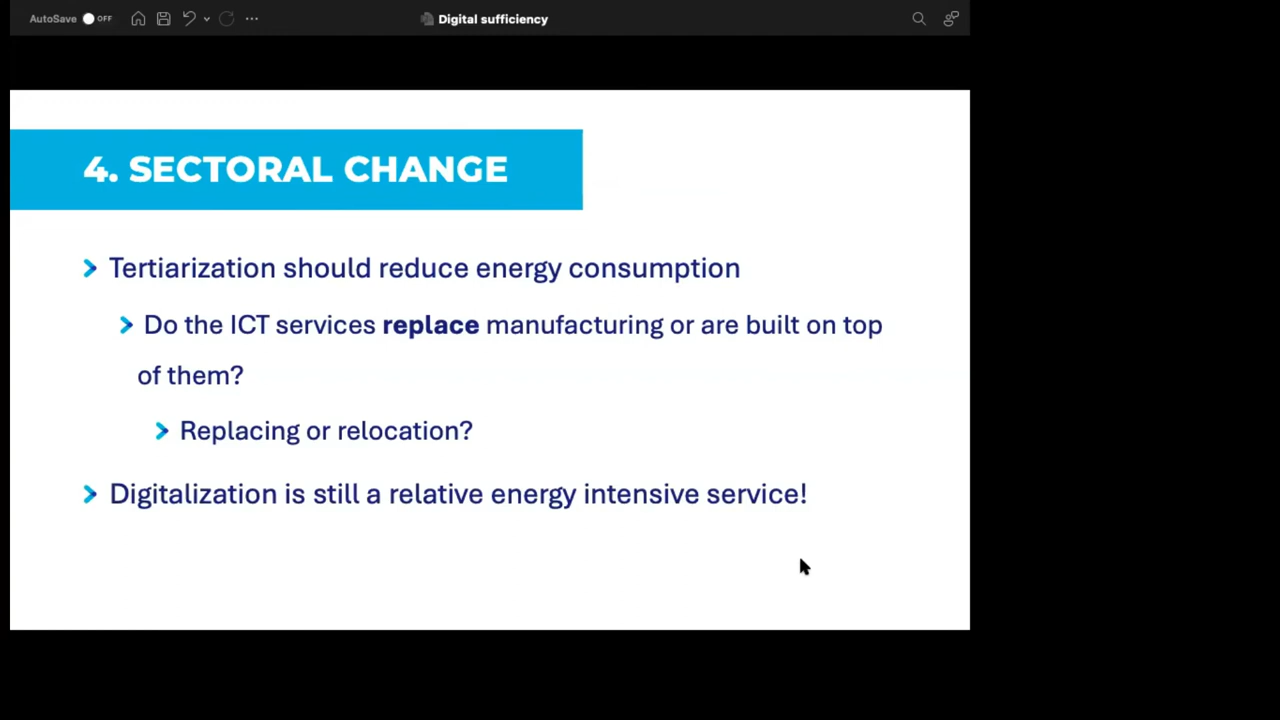 AutoSave OFF
Digital sufficiency
4. SECTORAL CHANGE
Tertiarization should reduce energy consumption
Do the ICT services replace manufacturing or are built on top
of them?
Replacing or relocation?
Digitalization is still a relative energy intensive service!